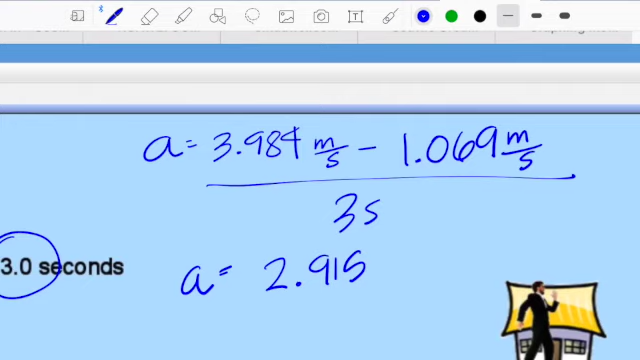 a = 3.984 m/s - 1.069 m/s
3s
3.0 seconds
a = 2.915